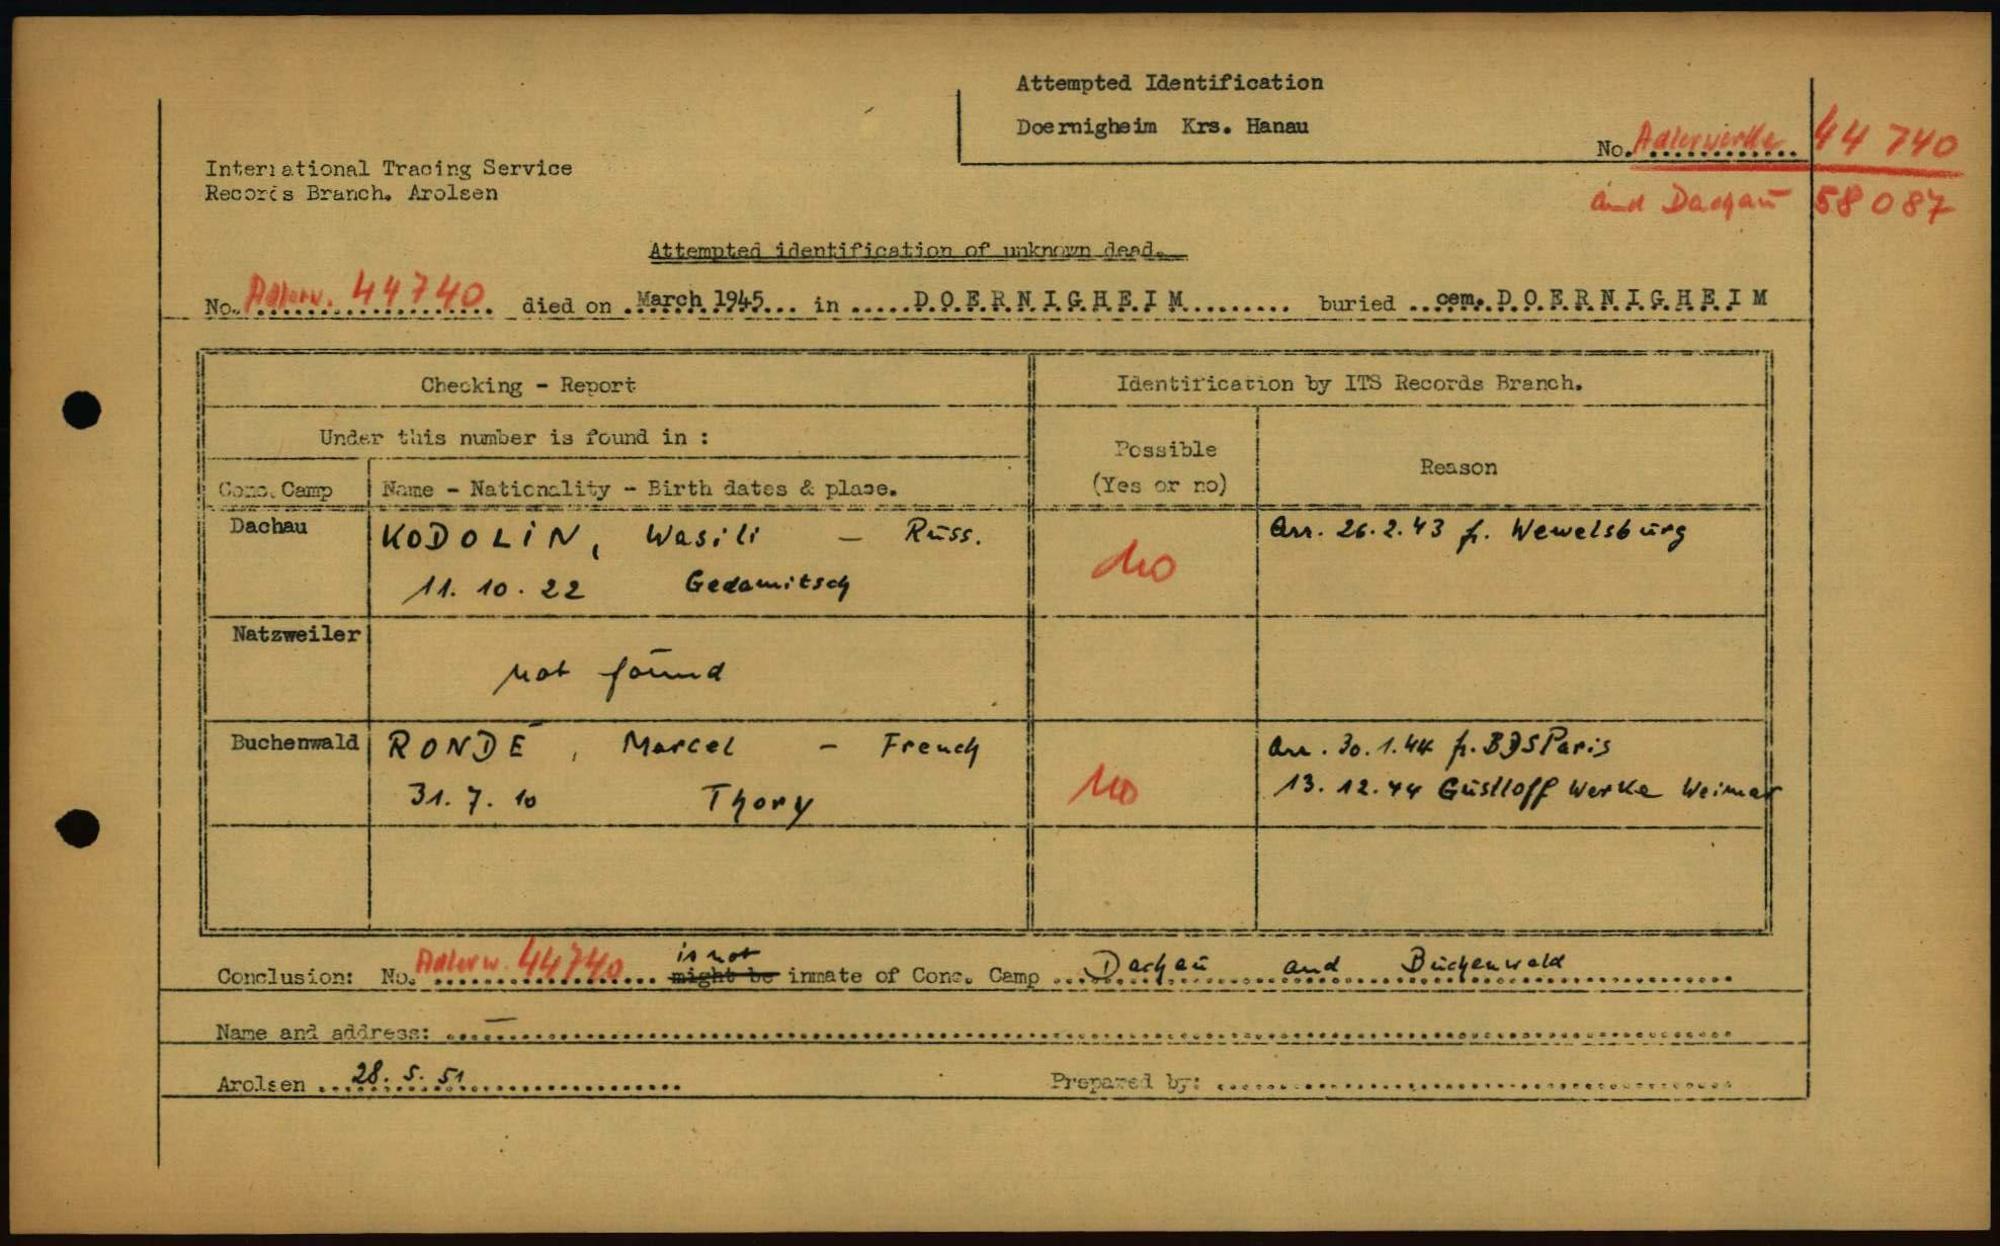 Attempted Identification
Doernigheim Krs. Hanau
No. Adlerwerke 44 740
and Dachau 58 087
International Tracing Service
Records Branch. Arolsen
Attempted identification of unknown dead.
No. Adlerw. 44740 died on March 1945 in D.O.E.R.N.I.G.H.E.I.M buried cem. D.O.E.R.N.I.G.H.E.I M
Checking - Report
Identification by ITS Records Branch.
Under this number is found in :
Possible
(Yes or no)
Reason
Conc. Camp
Name - Nationality - Birth dates & place.
Dachau
KODOLIN, Wasili - Russ.
11. 10. 22 Gedamitsch
no
Arr. 26.2.43 fr. Wewelsburg
Natzweiler
not found
Buchenwald
RONDE, Marcel - French
31. 7. 10 Thory
no
Arr. 30.1.44 fr. BDS Paris
13. 12. 44 Gustloff Werke Weimar
Conclusion: No. Adlerw. 44740 might be is not inmate of Conc. Camp Dachau and Buchenwald
Name and address: —
Arolsen 28. 5. 51
Prepared by: